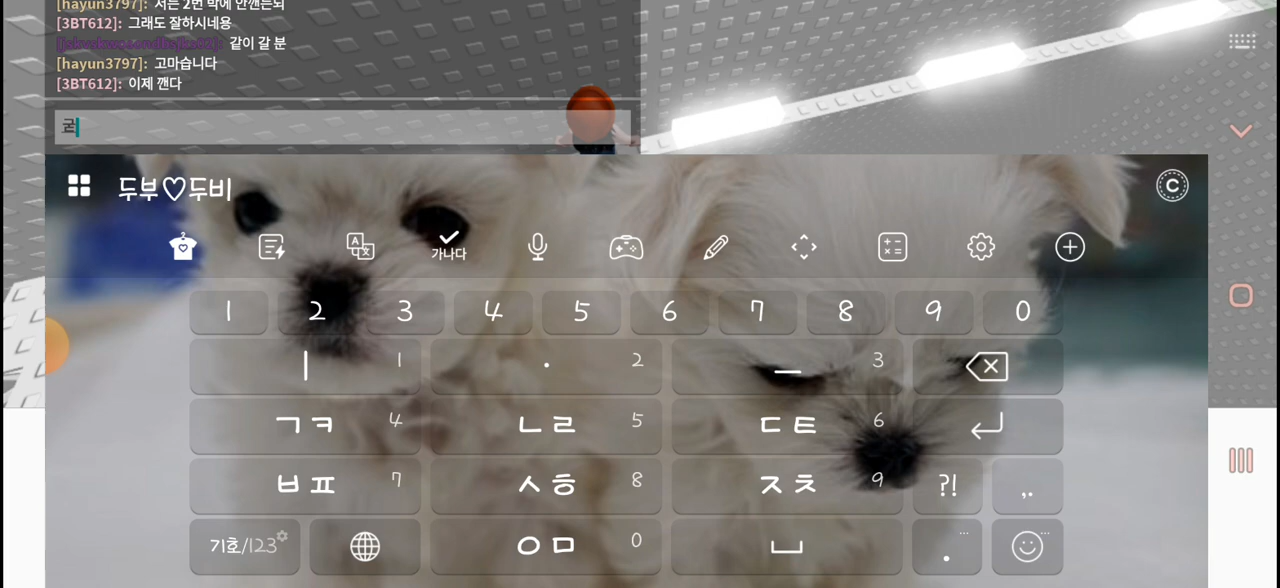 [hayun3797]: 저는 2번 밖에 안깬는되
[3BT612]: 그래도 잘하시네용
같이 갈 분
[hayun3797]: 고마습니다
[3BT612]: 이제 깬다
굳
두부♡두비
C
가나다
1 2 3 4 5 6 7 8 9 0
ㅣ 1 · 2 ㅡ 3
ㄱㅋ 4 ㄴㄹ 5 ㄷㅌ 6
ㅂㅍ 7 ㅅㅎ 8 ㅈㅊ 9 ?! ,.
기호/123 ㅇㅁ 0 . ...